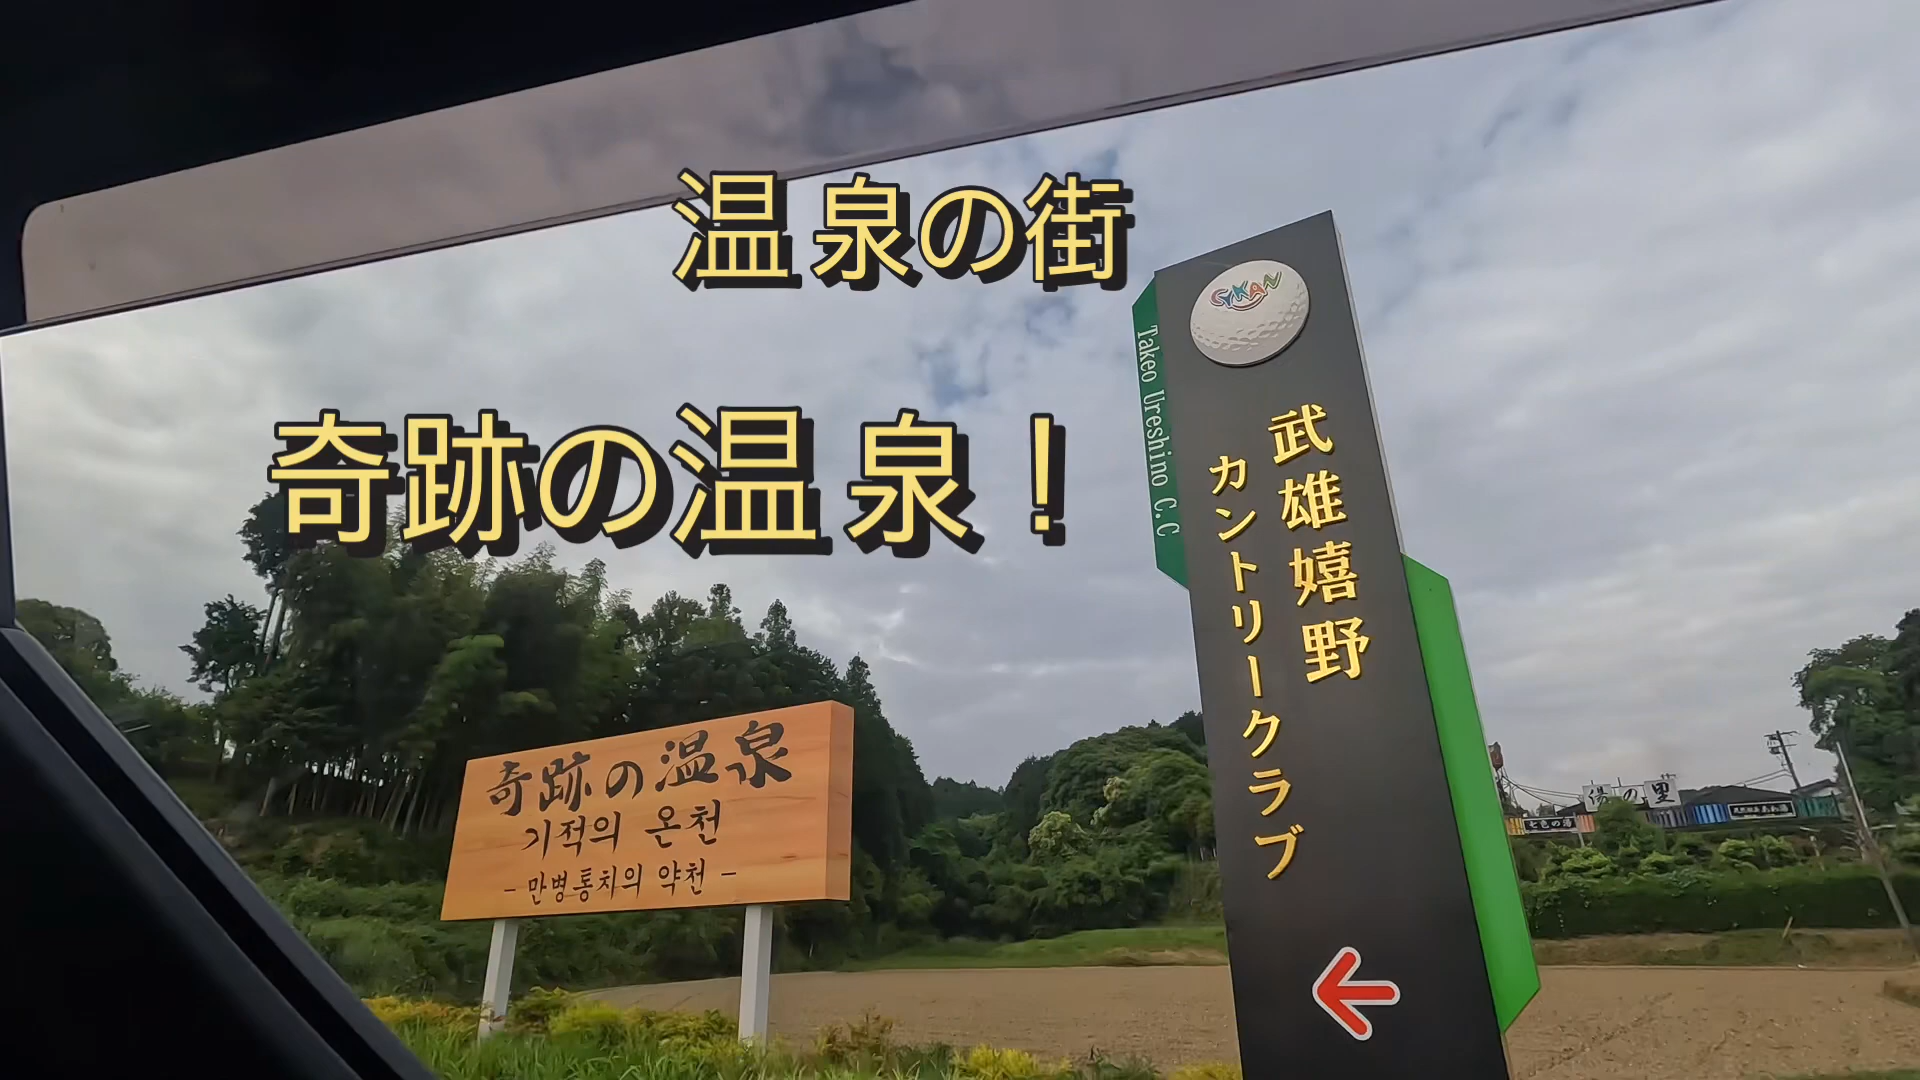 温泉の街
奇跡の温泉！
CYKAN
Takeo Ureshino C.C
武雄嬉野
カントリークラブ
奇跡の温泉
기적의 온천
-만병통치의 약천-
湯の里
七色の湯